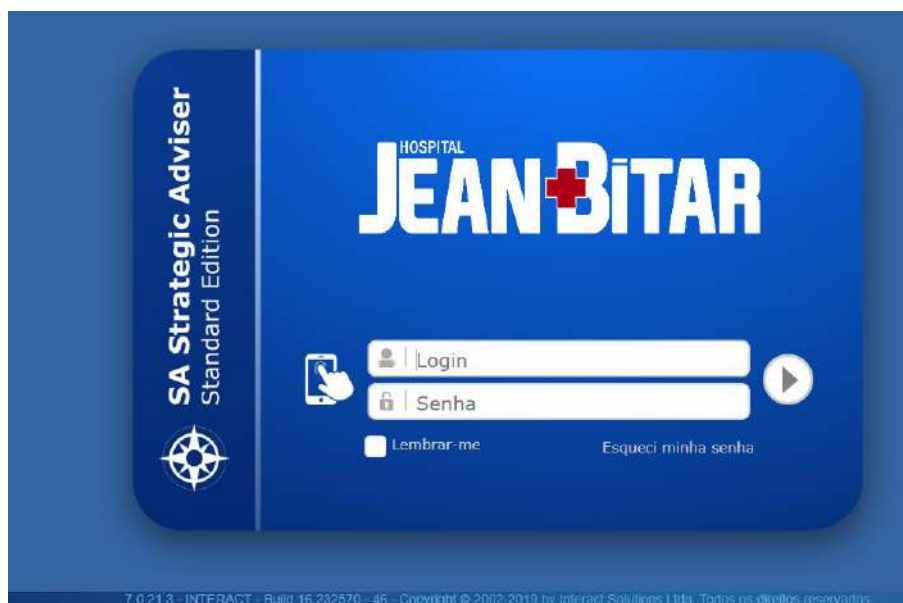 SA Strategic Adviser
Standard Edition
HOSPITAL
JEAN BITAR
Login
Senha
Lembrar-me
Esqueci minha senha
7.0.21.3 - INTERACT - Build 16.232570 - 46 - Copyright © 2002-2019 by Interact Solutions Ltda. Todos os direitos reservados